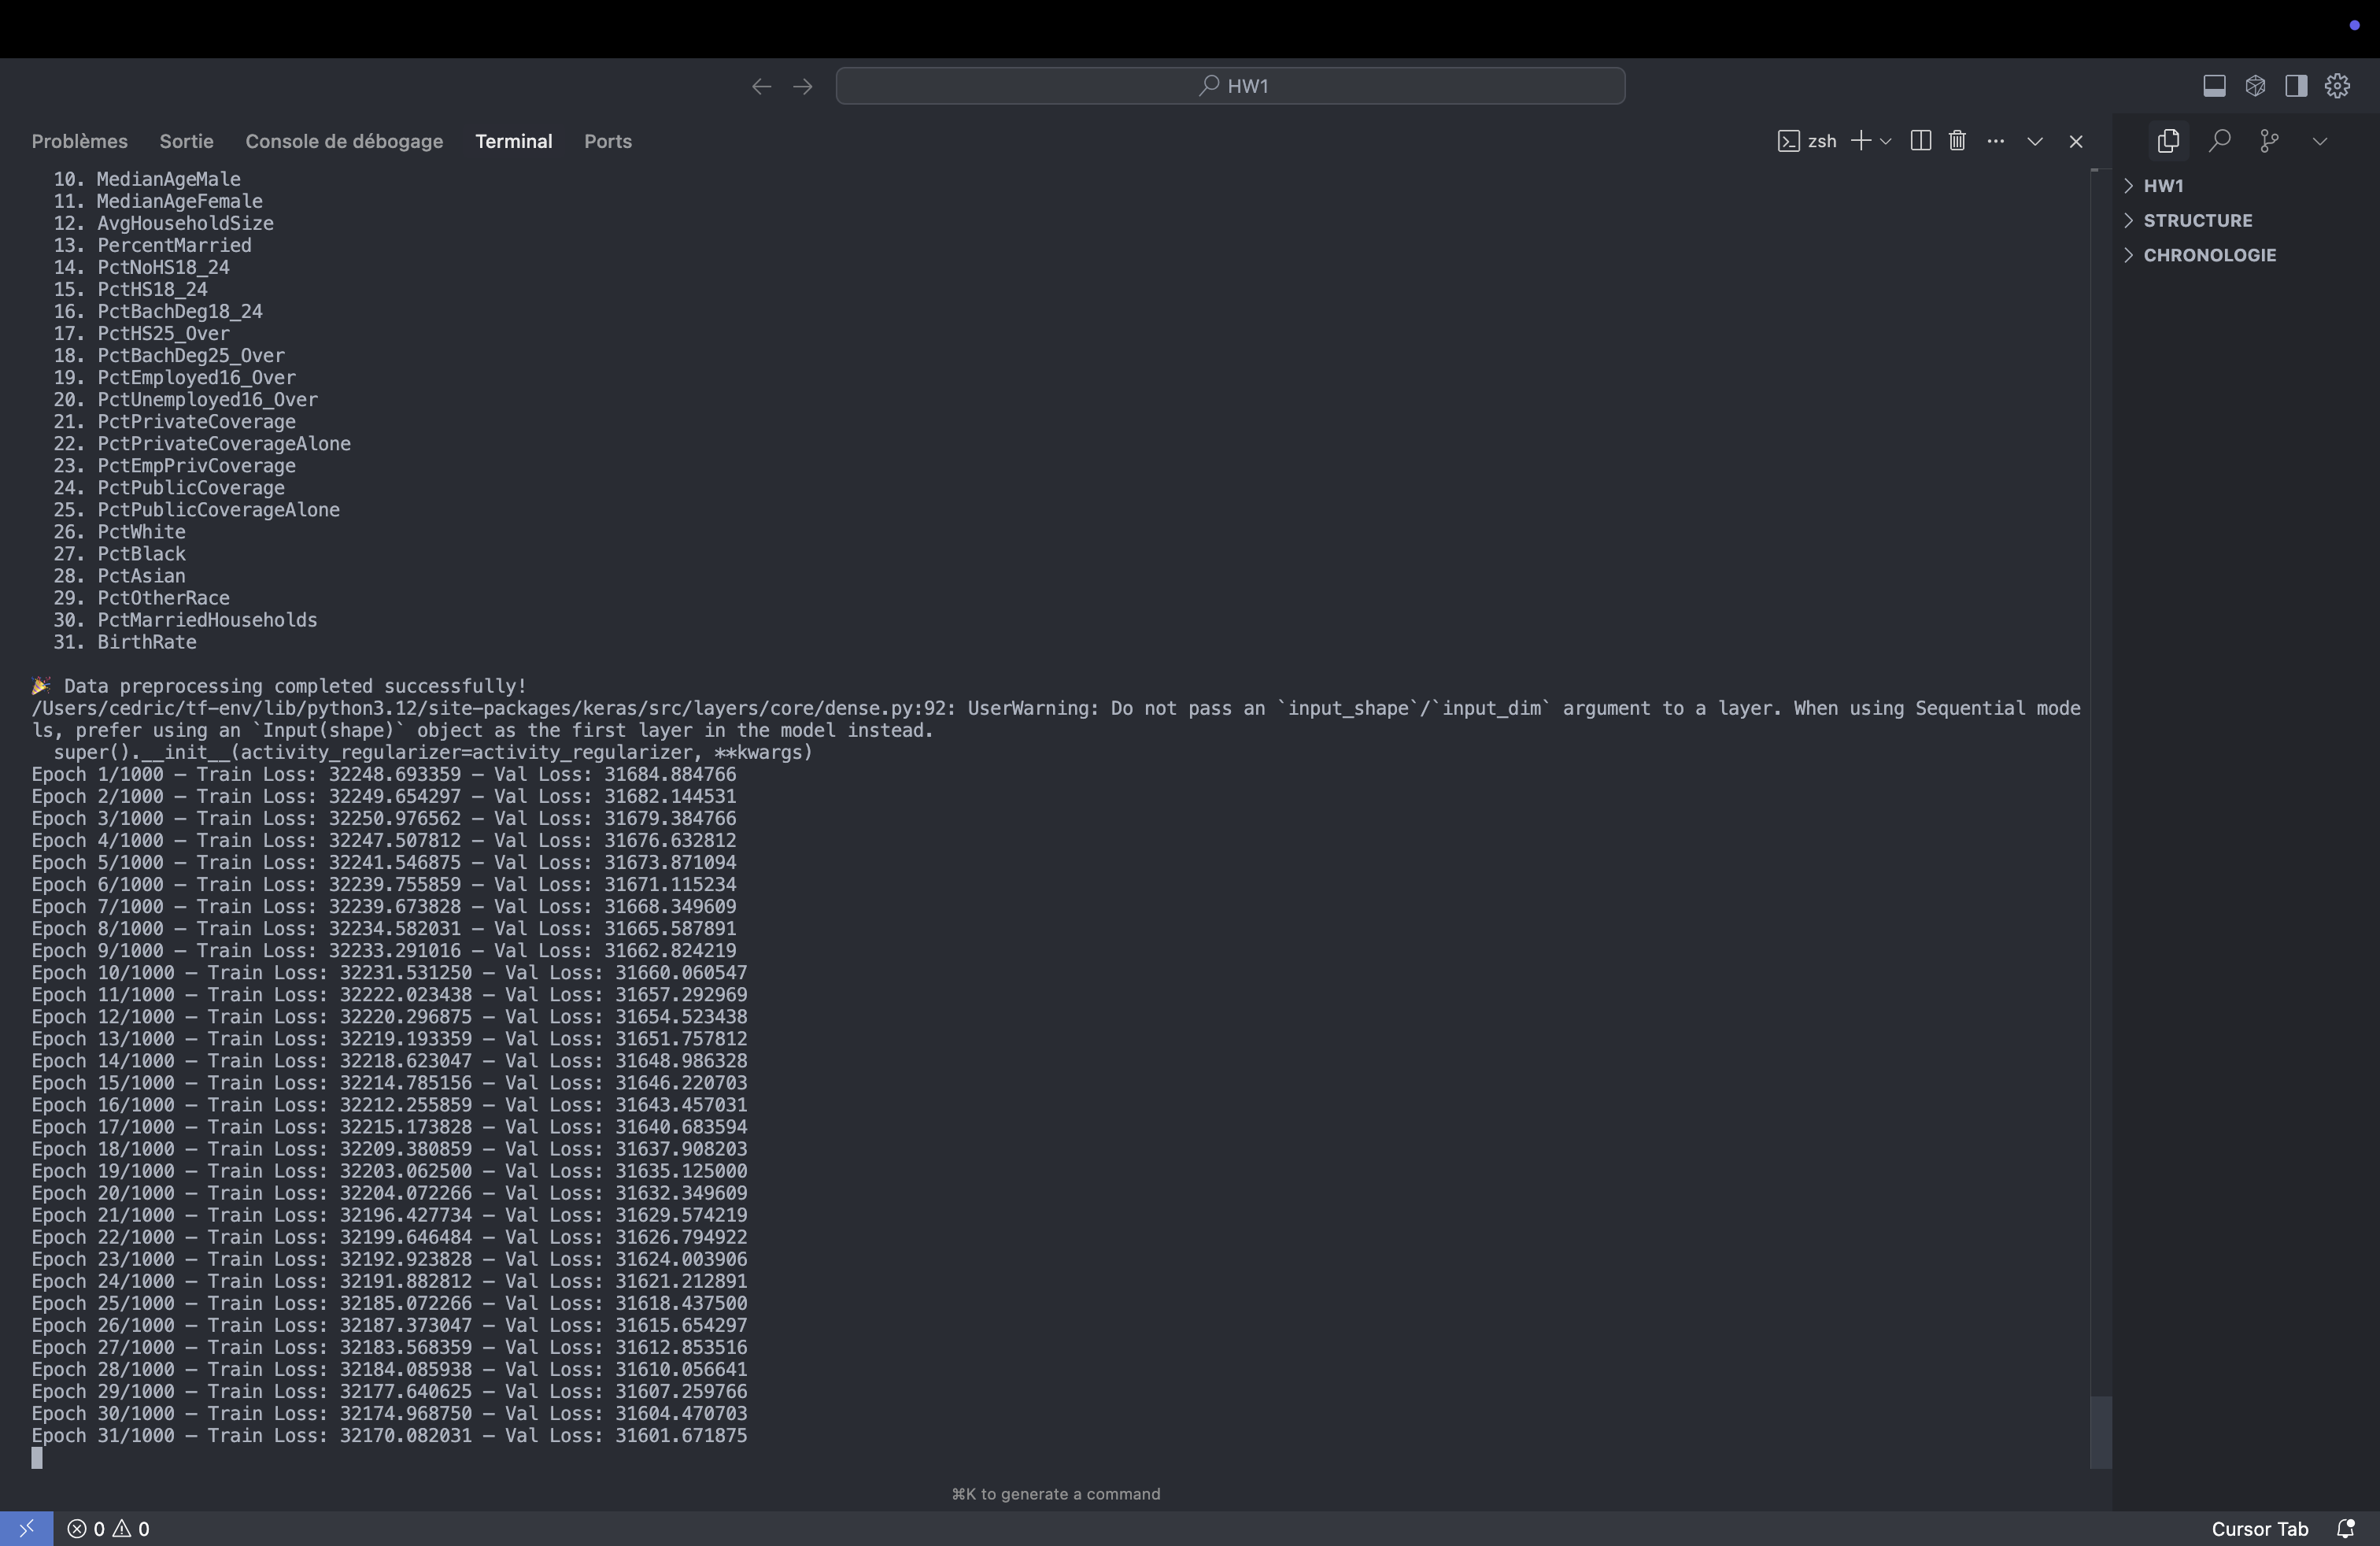 HW1
Problèmes Sortie Console de débogage Terminal Ports zsh
10. MedianAgeMale
11. MedianAgeFemale
12. AvgHouseholdSize
13. PercentMarried
14. PctNoHS18_24
15. PctHS18_24
16. PctBachDeg18_24
17. PctHS25_Over
18. PctBachDeg25_Over
19. PctEmployed16_Over
20. PctUnemployed16_Over
21. PctPrivateCoverage
22. PctPrivateCoverageAlone
23. PctEmpPrivCoverage
24. PctPublicCoverage
25. PctPublicCoverageAlone
26. PctWhite
27. PctBlack
28. PctAsian
29. PctOtherRace
30. PctMarriedHouseholds
31. BirthRate
🎉 Data preprocessing completed successfully!
/Users/cedric/tf-env/lib/python3.12/site-packages/keras/src/layers/core/dense.py:92: UserWarning: Do not pass an `input_shape`/`input_dim` argument to a layer. When using Sequential mode
ls, prefer using an `Input(shape)` object as the first layer in the model instead.
super().__init__(activity_regularizer=activity_regularizer, **kwargs)
Epoch 1/1000 — Train Loss: 32248.693359 — Val Loss: 31684.884766
Epoch 2/1000 — Train Loss: 32249.654297 — Val Loss: 31682.144531
Epoch 3/1000 — Train Loss: 32250.976562 — Val Loss: 31679.384766
Epoch 4/1000 — Train Loss: 32247.507812 — Val Loss: 31676.632812
Epoch 5/1000 — Train Loss: 32241.546875 — Val Loss: 31673.871094
Epoch 6/1000 — Train Loss: 32239.755859 — Val Loss: 31671.115234
Epoch 7/1000 — Train Loss: 32239.673828 — Val Loss: 31668.349609
Epoch 8/1000 — Train Loss: 32234.582031 — Val Loss: 31665.587891
Epoch 9/1000 — Train Loss: 32233.291016 — Val Loss: 31662.824219
Epoch 10/1000 — Train Loss: 32231.531250 — Val Loss: 31660.060547
Epoch 11/1000 — Train Loss: 32222.023438 — Val Loss: 31657.292969
Epoch 12/1000 — Train Loss: 32220.296875 — Val Loss: 31654.523438
Epoch 13/1000 — Train Loss: 32219.193359 — Val Loss: 31651.757812
Epoch 14/1000 — Train Loss: 32218.623047 — Val Loss: 31648.986328
Epoch 15/1000 — Train Loss: 32214.785156 — Val Loss: 31646.220703
Epoch 16/1000 — Train Loss: 32212.255859 — Val Loss: 31643.457031
Epoch 17/1000 — Train Loss: 32215.173828 — Val Loss: 31640.683594
Epoch 18/1000 — Train Loss: 32209.380859 — Val Loss: 31637.908203
Epoch 19/1000 — Train Loss: 32203.062500 — Val Loss: 31635.125000
Epoch 20/1000 — Train Loss: 32204.072266 — Val Loss: 31632.349609
Epoch 21/1000 — Train Loss: 32196.427734 — Val Loss: 31629.574219
Epoch 22/1000 — Train Loss: 32199.646484 — Val Loss: 31626.794922
Epoch 23/1000 — Train Loss: 32192.923828 — Val Loss: 31624.003906
Epoch 24/1000 — Train Loss: 32191.882812 — Val Loss: 31621.212891
Epoch 25/1000 — Train Loss: 32185.072266 — Val Loss: 31618.437500
Epoch 26/1000 — Train Loss: 32187.373047 — Val Loss: 31615.654297
Epoch 27/1000 — Train Loss: 32183.568359 — Val Loss: 31612.853516
Epoch 28/1000 — Train Loss: 32184.085938 — Val Loss: 31610.056641
Epoch 29/1000 — Train Loss: 32177.640625 — Val Loss: 31607.259766
Epoch 30/1000 — Train Loss: 32174.968750 — Val Loss: 31604.470703
Epoch 31/1000 — Train Loss: 32170.082031 — Val Loss: 31601.671875
⌘K to generate a command
HW1
STRUCTURE
CHRONOLOGIE
0 0
Cursor Tab